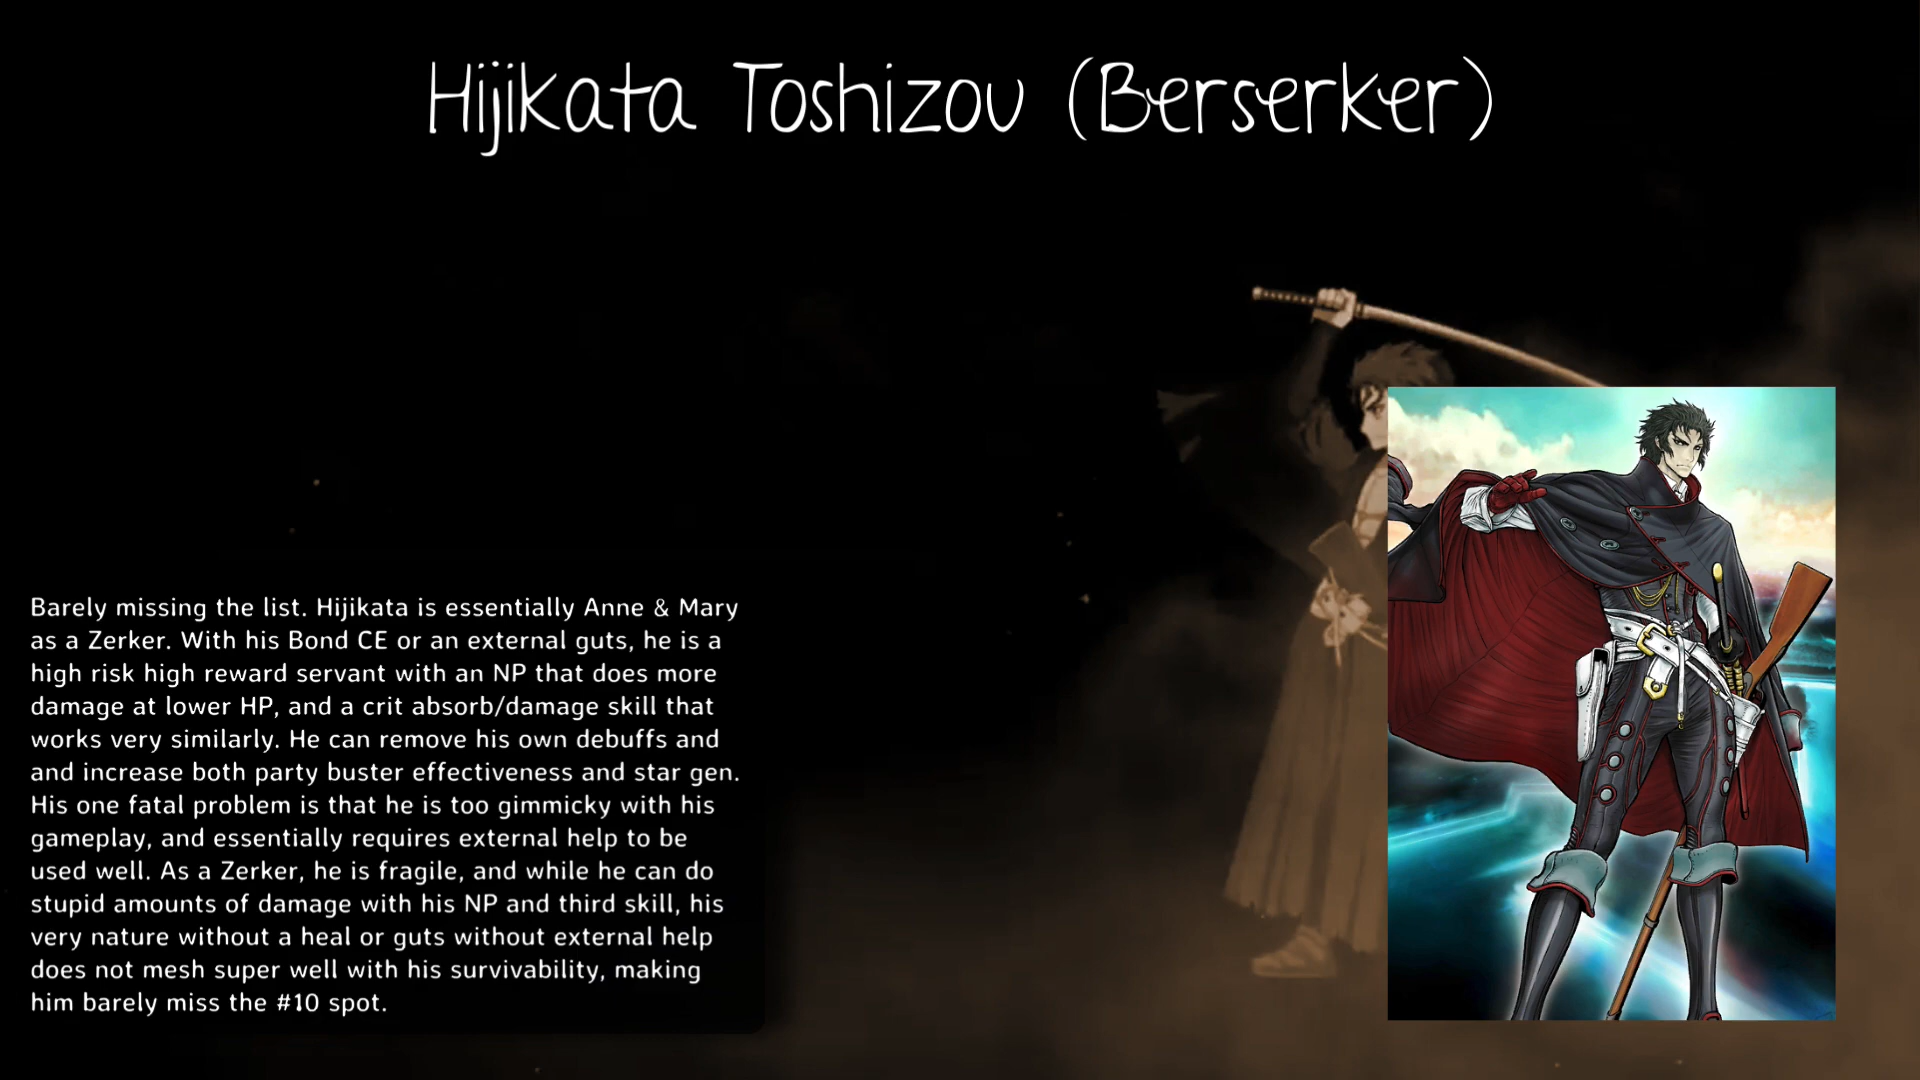 Hijikata Toshizou (Berserker)
Barely missing the list. Hijikata is essentially Anne & Mary
as a Zerker. With his Bond CE or an external guts, he is a
high risk high reward servant with an NP that does more
damage at lower HP, and a crit absorb/damage skill that
works very similarly. He can remove his own debuffs and
and increase both party buster effectiveness and star gen.
His one fatal problem is that he is too gimmicky with his
gameplay, and essentially requires external help to be
used well. As a Zerker, he is fragile, and while he can do
stupid amounts of damage with his NP and third skill, his
very nature without a heal or guts without external help
does not mesh super well with his survivability, making
him barely miss the #10 spot.